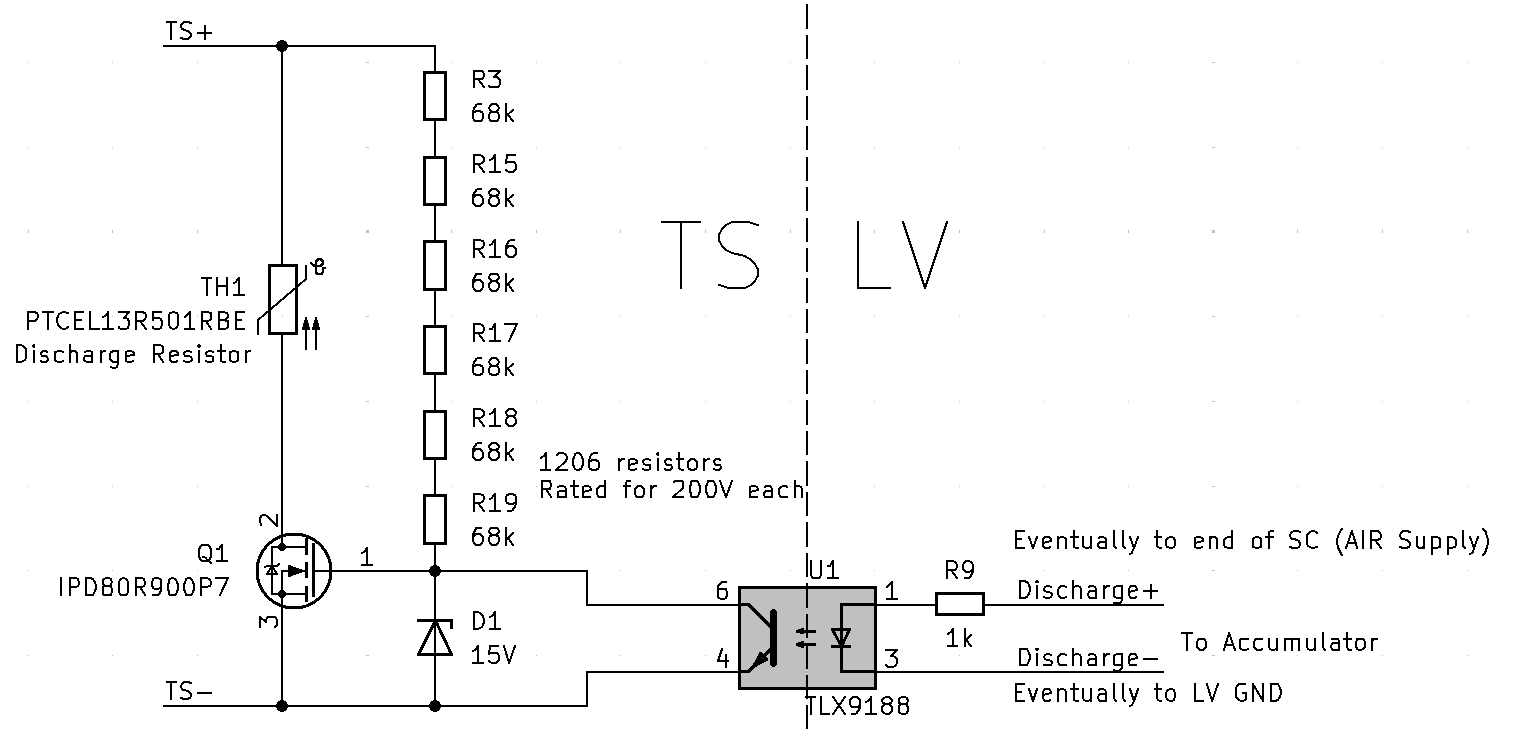 TS+
R3
68k
R15
68k
TS LV
R16
68k
TH1
PTCEL13R501RBE
Discharge Resistor
R17
68k
R18
68k
1206 resistors
Rated for 200V each
R19
68k
2
Q1
IPD80R900P7
1
3
D1
15V
TS-
U1
6
4
1
3
TLX9188
R9
1k
Eventually to end of SC (AIR Supply)
Discharge+
To Accumulator
Discharge-
Eventually to LV GND